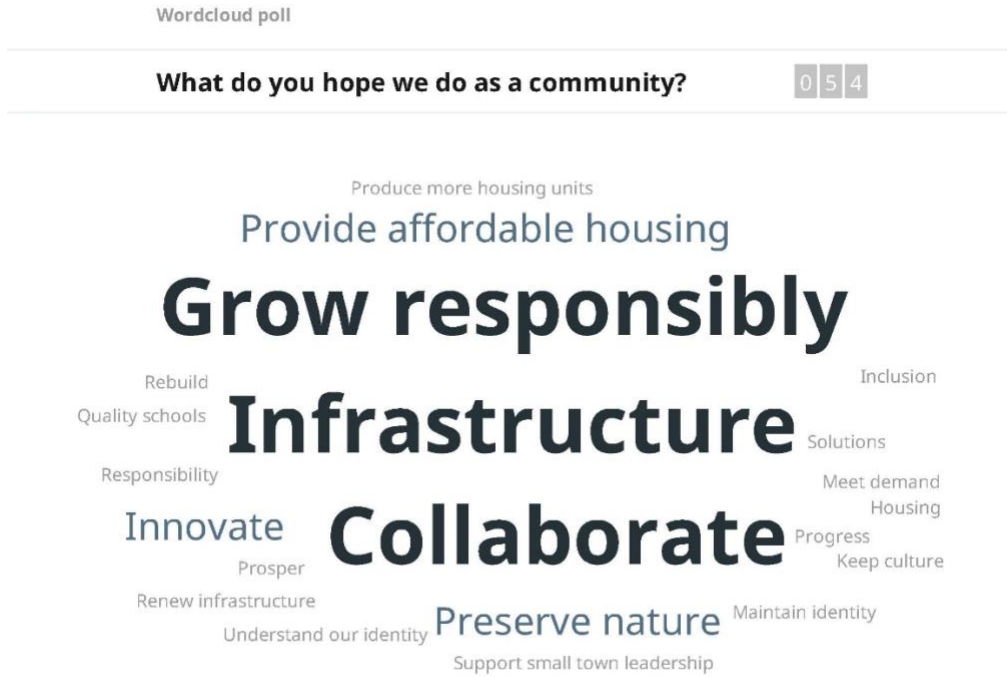 Wordcloud poll
What do you hope we do as a community?
054
Produce more housing units
Provide affordable housing
Grow responsibly
Rebuild
Inclusion
Quality schools
Infrastructure
Solutions
Responsibility
Meet demand
Housing
Innovate
Collaborate
Progress
Keep culture
Prosper
Renew infrastructure
Preserve nature
Maintain identity
Understand our identity
Support small town leadership